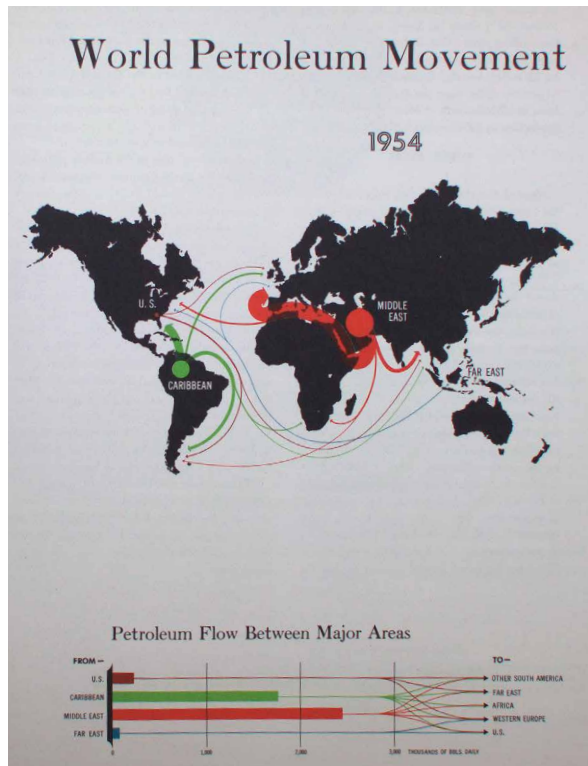 World Petroleum Movement
1954
U.S.
MIDDLE
EAST
FAR EAST
CARIBBEAN
Petroleum Flow Between Major Areas
FROM—
TO—
U.S.
OTHER SOUTH AMERICA
CARIBBEAN
FAR EAST
AFRICA
MIDDLE EAST
WESTERN EUROPE
FAR EAST
U.S.
0 1,000 2,000 3,000 THOUSANDS OF BBLS. DAILY